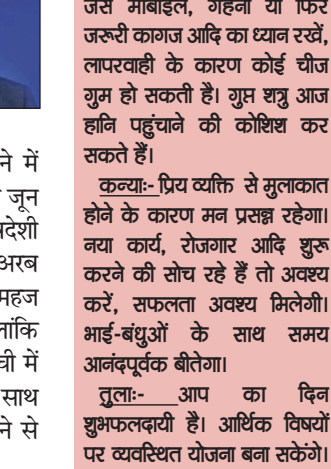 ने में
जून
देशी
अरब
महज
लांकि
ची में
साथ
ने से
जैसे मोबाइल, गहना या फिर
जरूरी कागज आदि का ध्यान रखें,
लापरवाही के कारण कोई चीज
गुम हो सकती है। गुप्त शत्रु आज
हानि पहुंचाने की कोशिश कर
सकते हैं।
कन्याः- प्रिय व्यक्ति से मुलाकात
होने के कारण मन प्रसन्न रहेगा।
नया कार्य, रोजगार आदि शुरू
करने की सोच रहे हैं तो अवश्य
करें, सफलता अवश्य मिलेगी।
भाई-बंधुओं के साथ समय
आनंदपूर्वक बीतेगा।
तुलाः- आप का दिन
शुभफलदायी है। आर्थिक विषयों
पर व्यवस्थित योजना बना सकेंगे।